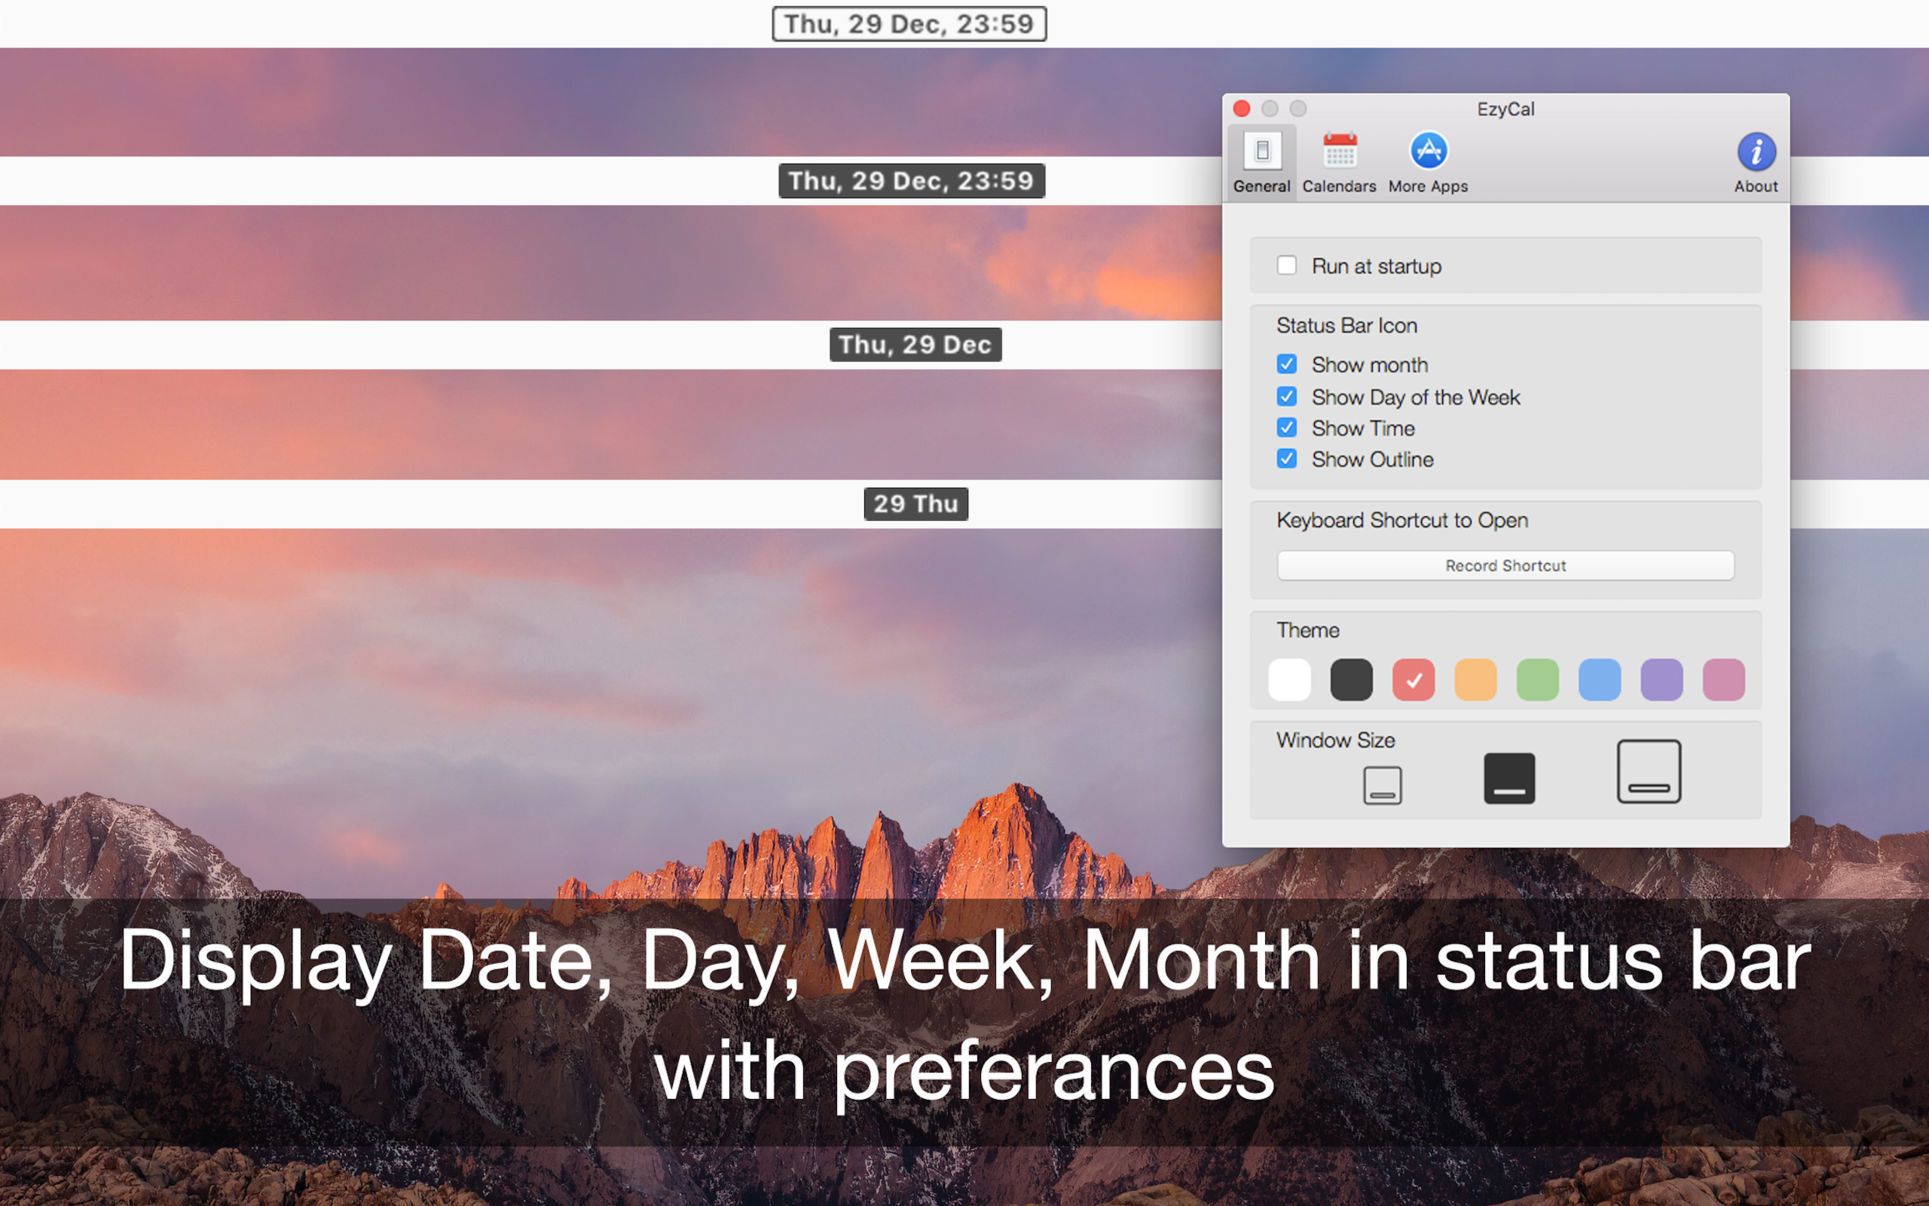 Thu, 29 Dec, 23:59
Thu, 29 Dec, 23:59
Thu, 29 Dec
29 Thu
EzyCal
General Calendars More Apps About
Run at startup
Status Bar Icon
Show month
Show Day of the Week
Show Time
Show Outline
Keyboard Shortcut to Open
Record Shortcut
Theme
Window Size
Display Date, Day, Week, Month in status bar
with preferances